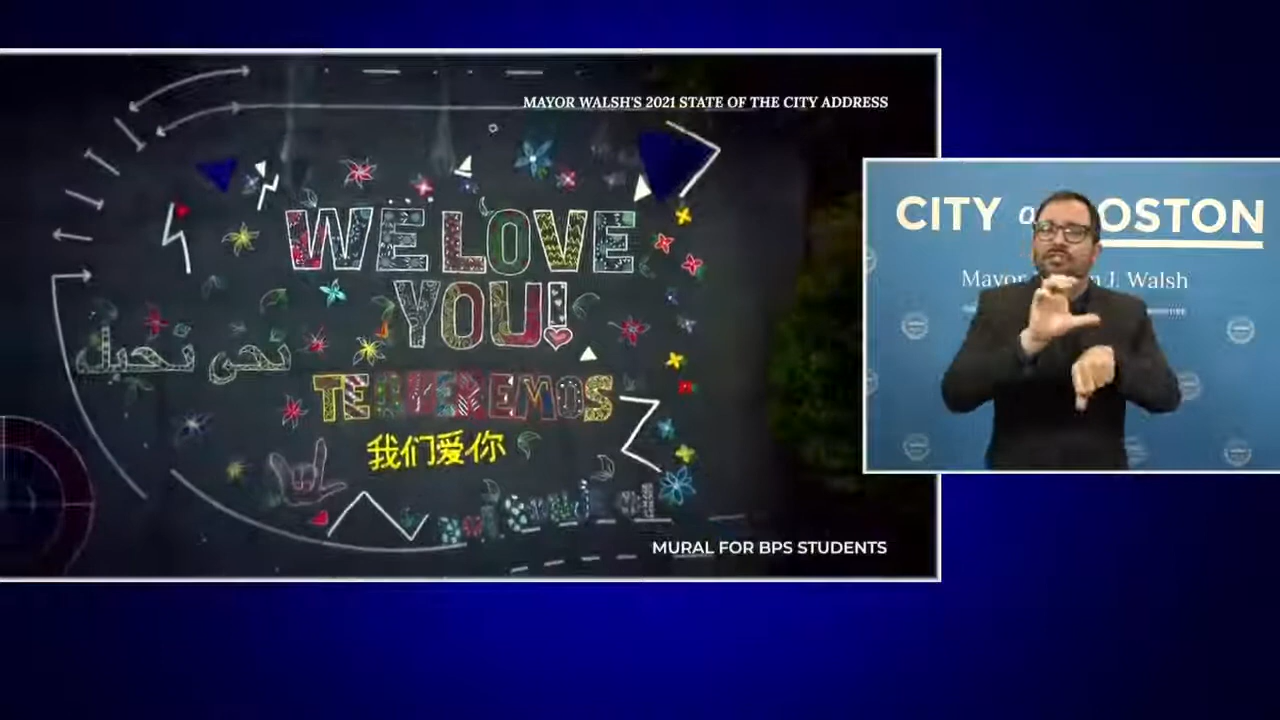 MAYOR WALSH'S 2021 STATE OF THE CITY ADDRESS
WE LOVE
YOU!
نحن نحبك
TE QUEREMOS
我们爱你
MURAL FOR BPS STUDENTS
CITY
OSTON
Mayor
J. Walsh